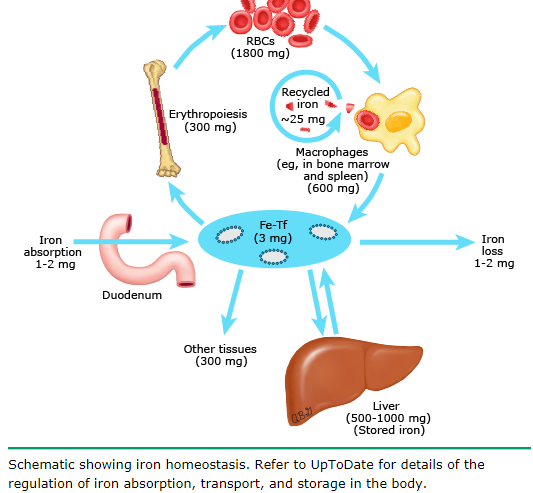 RBCs
(1800 mg)
Recycled
iron
~25 mg
Erythropoiesis
(300 mg)
Macrophages
(eg, in bone marrow
and spleen)
(600 mg)
Fe-Tf
(3 mg)
Iron
absorption
1-2 mg
Iron
loss
1-2 mg
Duodenum
Other tissues
(300 mg)
Liver
(500-1000 mg)
(Stored iron)
Schematic showing iron homeostasis. Refer to UpToDate for details of the
regulation of iron absorption, transport, and storage in the body.